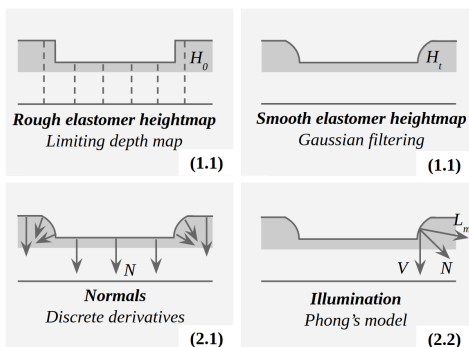 H0
Rough elastomer heightmap
Limiting depth map
(1.1)
Ht
Smooth elastomer heightmap
Gaussian filtering
(1.1)
N
Normals
Discrete derivatives
(2.1)
Lm
V N
Illumination
Phong's model
(2.2)